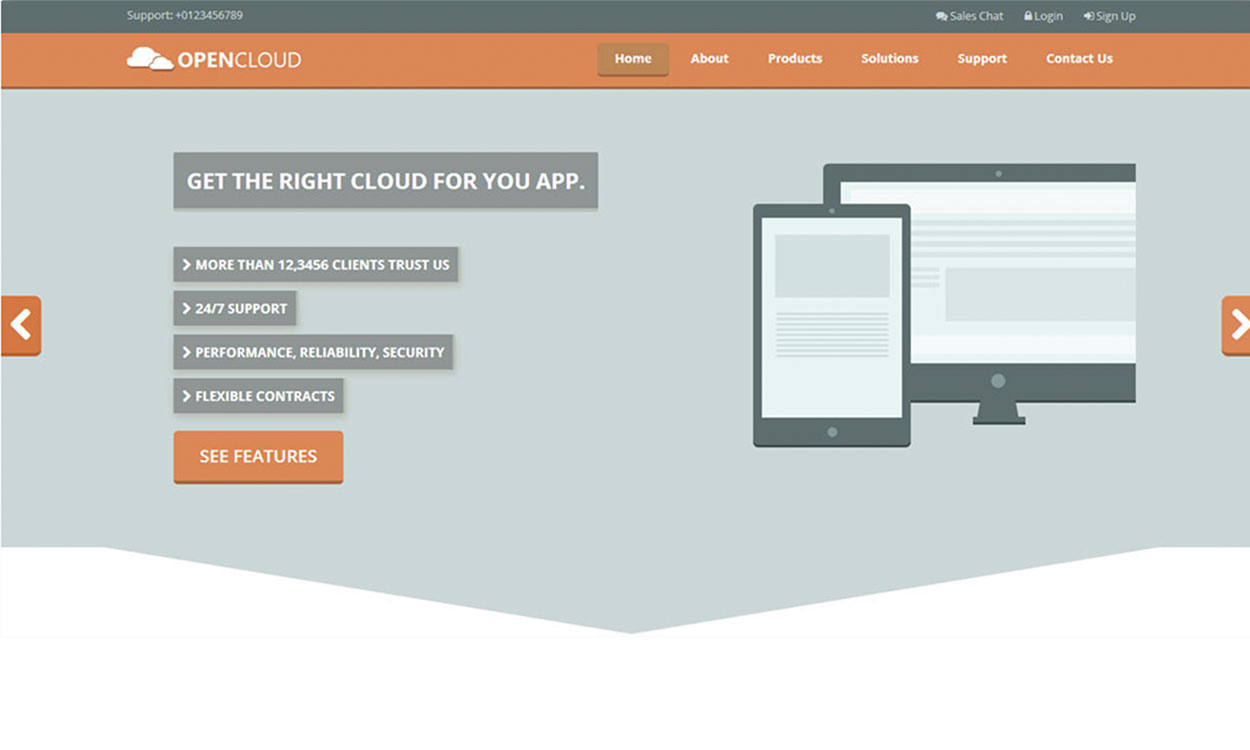 Support: +0123456789 Sales Chat Login Sign Up
OPENCLOUD Home About Products Solutions Support Contact Us
GET THE RIGHT CLOUD FOR YOU APP.
MORE THAN 12,3456 CLIENTS TRUST US
24/7 SUPPORT
PERFORMANCE, RELIABILITY, SECURITY
FLEXIBLE CONTRACTS
SEE FEATURES